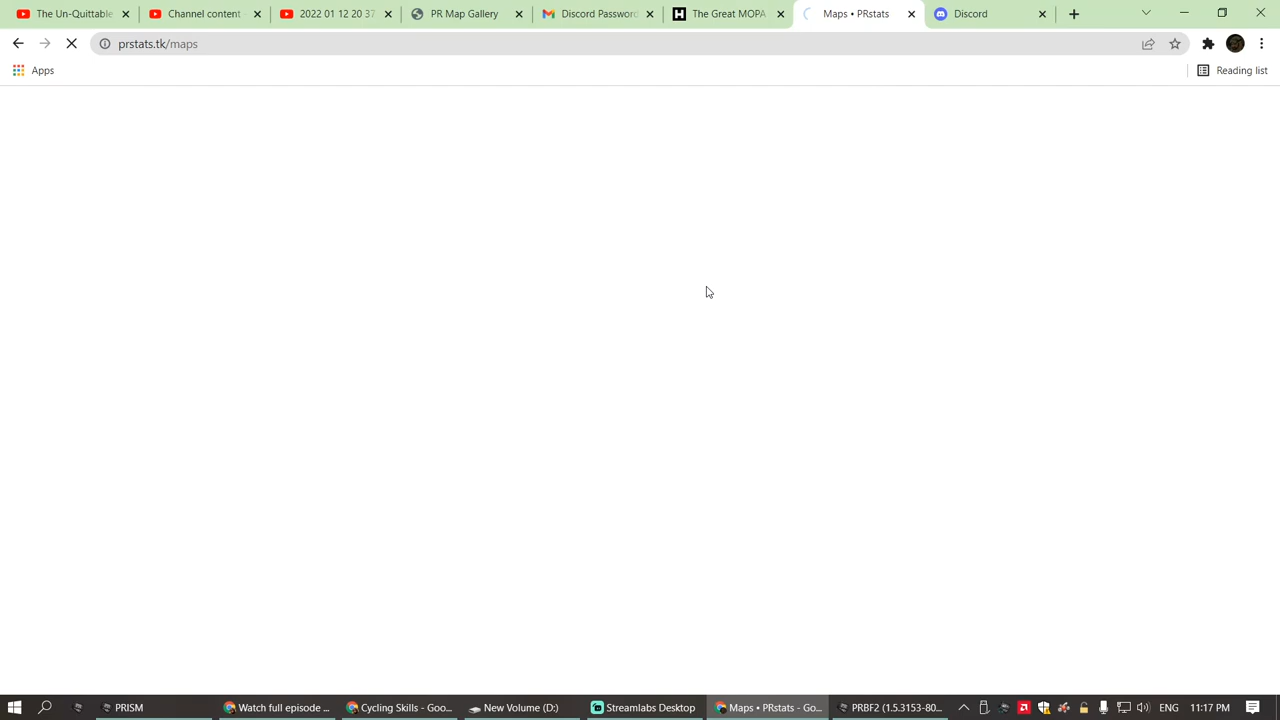 The Un-Quittable
Channel content -
2022 01 12 20 37
PR Map Gallery
Discord Password
H The Great MOPA
Maps • PRstats
Discord
prstats.tk/maps
Apps
Reading list
PRISM
Watch full episode ...
Cycling Skills - Goo...
New Volume (D:)
Streamlabs Desktop
Maps • PRstats - Go...
PRBF2 (1.5.3153-80...
ENG
11:17 PM